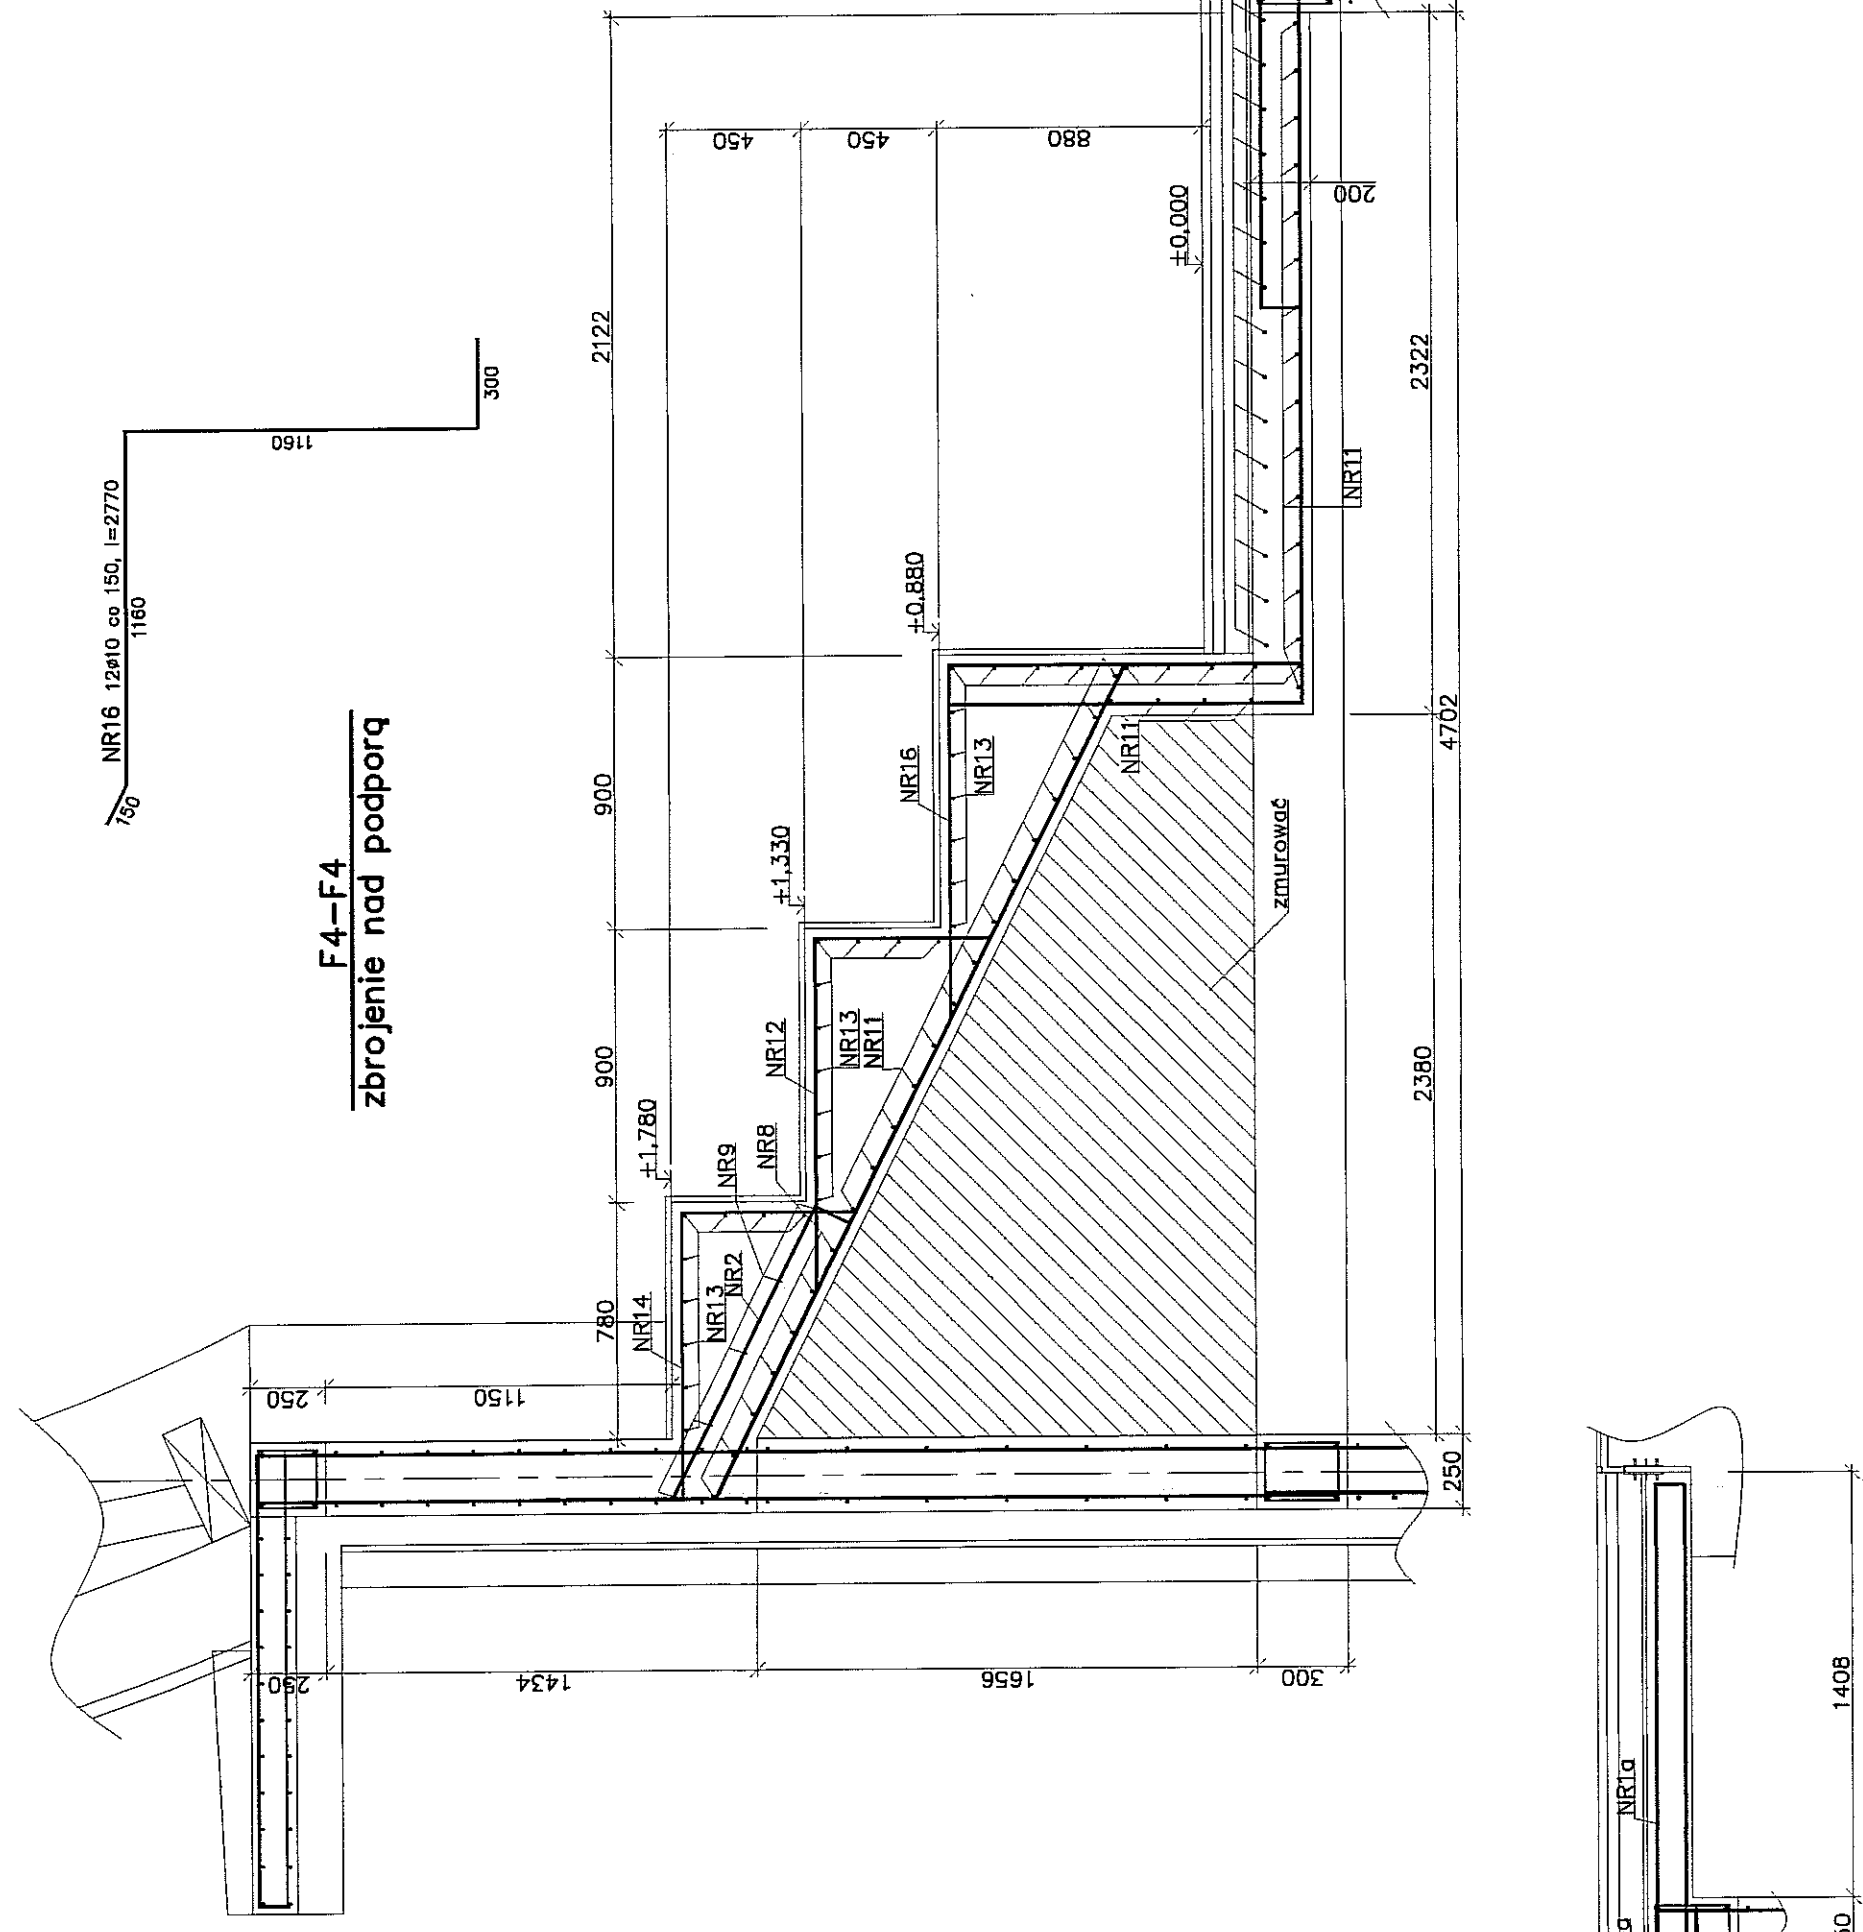 NR16 12ø10 co 150, l=2770
150
1160
1160
300
F4-F4
zbrojenie nad podporą
2122
900
900
780
450
450
880
±0,000
+0,880
+1,330
+1,780
200
NR16
NR13
NR11
NR11
NR12
NR13
NR11
NR9
NR8
NR14
NR13
NR2
zmurować
250
1150
2322
4702
2380
250
250
1434
1656
300
NR1a
1408